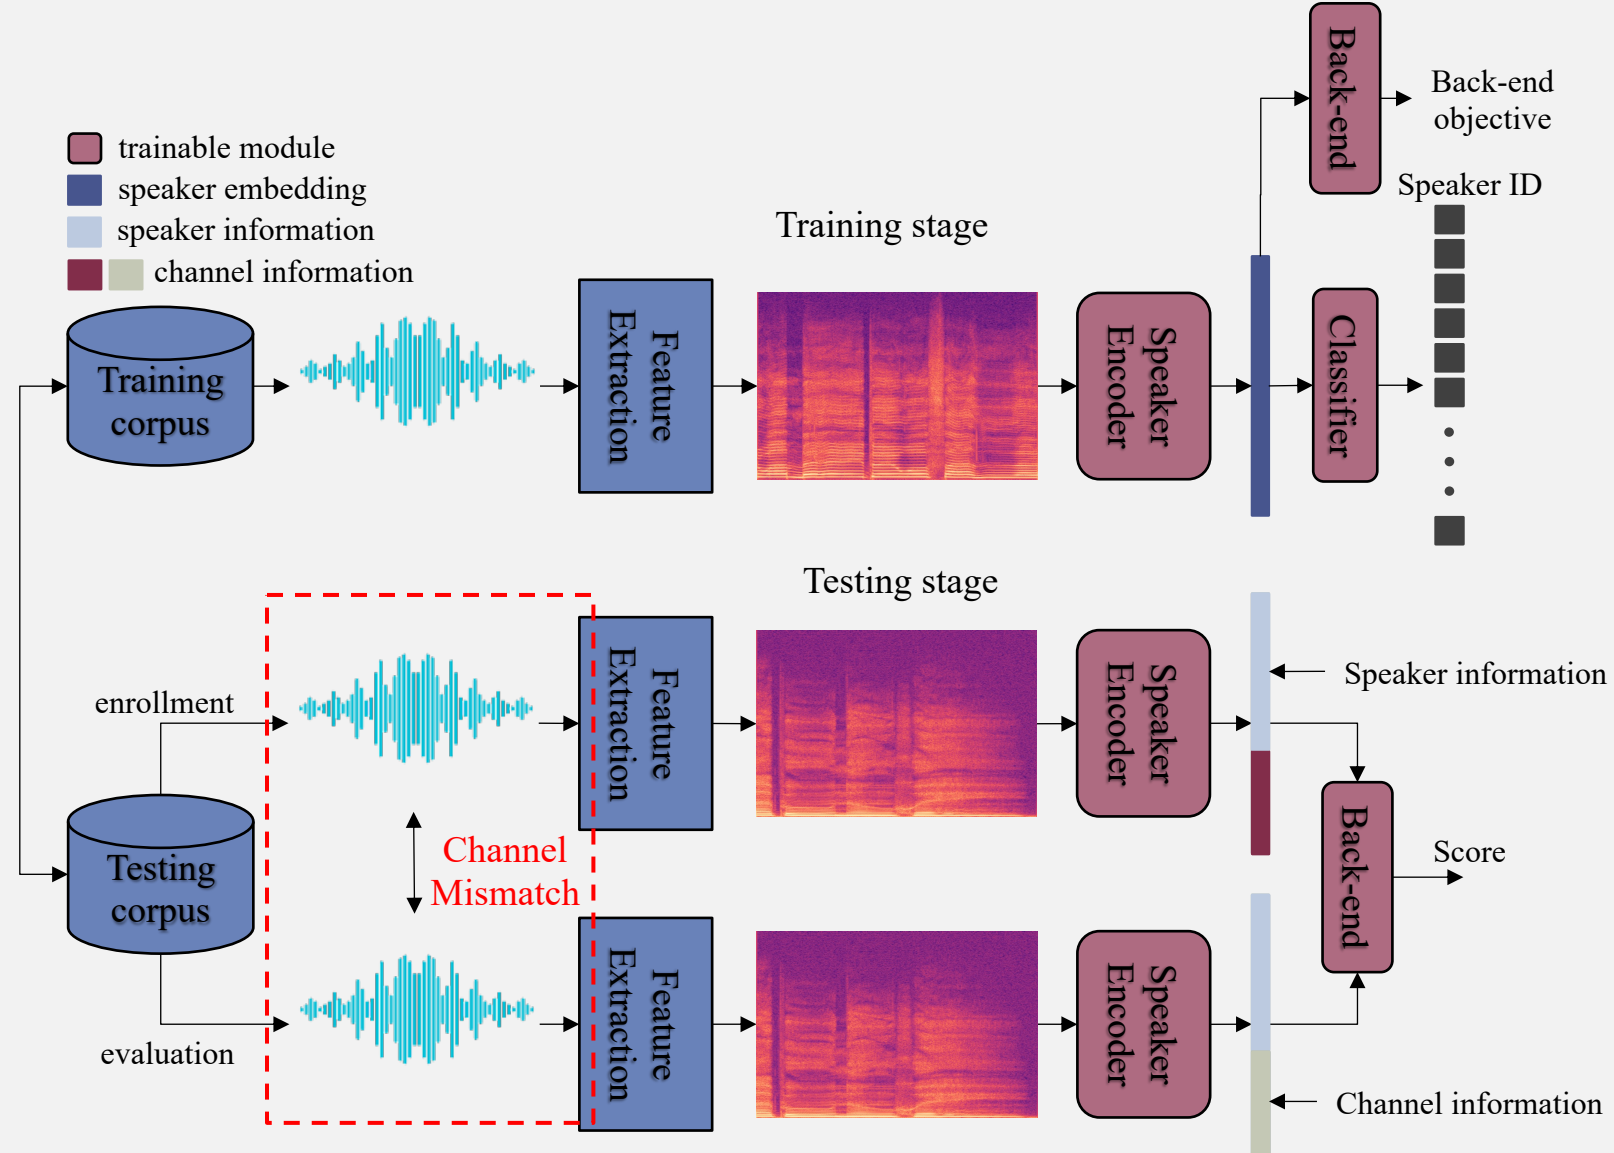 Back-end
Back-end
objective
trainable module
speaker embedding
speaker information
channel information
Speaker ID
Training stage
Training
corpus
Feature
Extraction
Speaker
Encoder
Classifier
Testing stage
enrollment
Feature
Extraction
Speaker
Encoder
Speaker information
Testing
corpus
Channel
Mismatch
Back-end
Score
evaluation
Feature
Extraction
Speaker
Encoder
Channel information